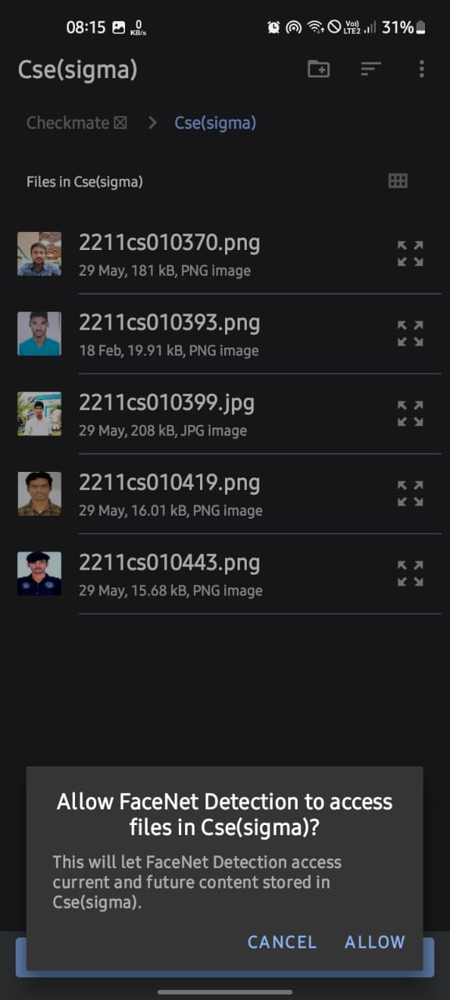 08:15 0 KB/s Vo) LTE2 31%
Cse(sigma)
Checkmate > Cse(sigma)
Files in Cse(sigma)
2211cs010370.png
29 May, 181 kB, PNG image
2211cs010393.png
18 Feb, 19.91 kB, PNG image
2211cs010399.jpg
29 May, 208 kB, JPG image
2211cs010419.png
29 May, 16.01 kB, PNG image
2211cs010443.png
29 May, 15.68 kB, PNG image
Allow FaceNet Detection to access
files in Cse(sigma)?
This will let FaceNet Detection access
current and future content stored in
Cse(sigma).
CANCEL ALLOW